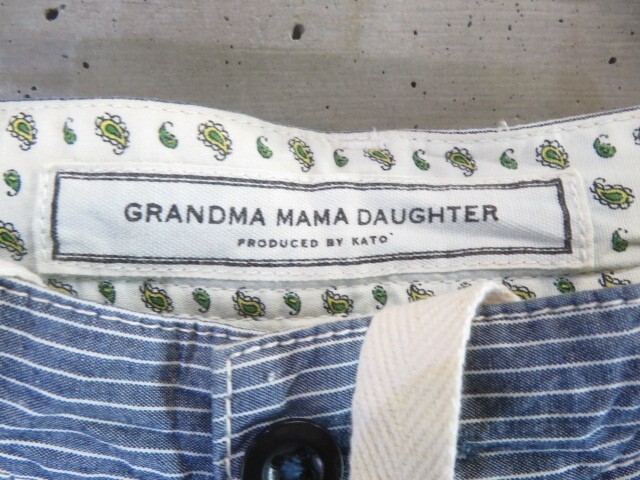 GRANDMA MAMA DAUGHTER
PRODUCED BY KATO`